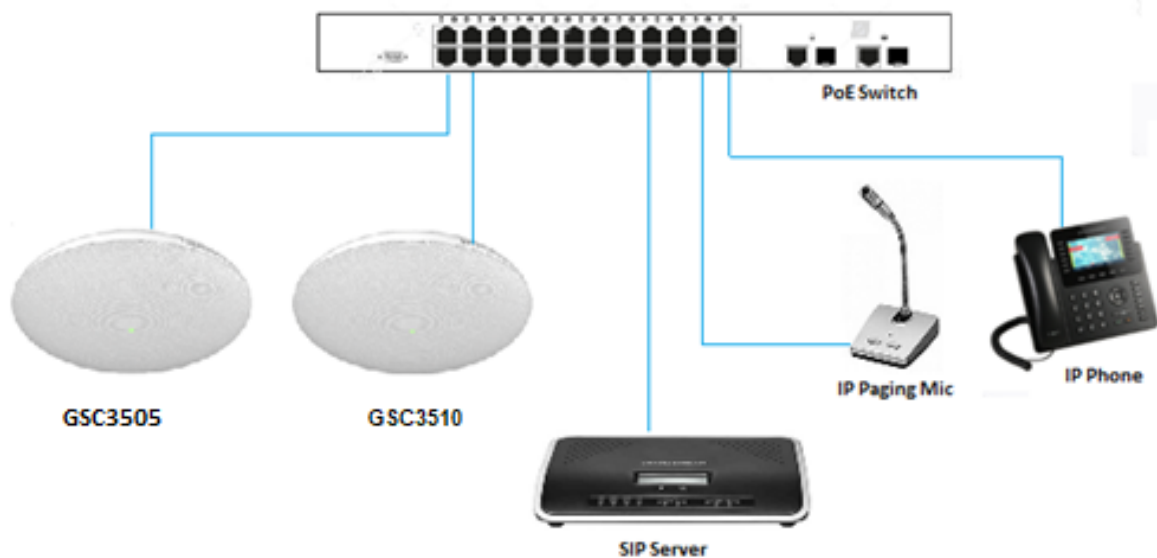 PoE Switch
IP Paging Mic
IP Phone
GSC3505
GSC3510
SIP Server